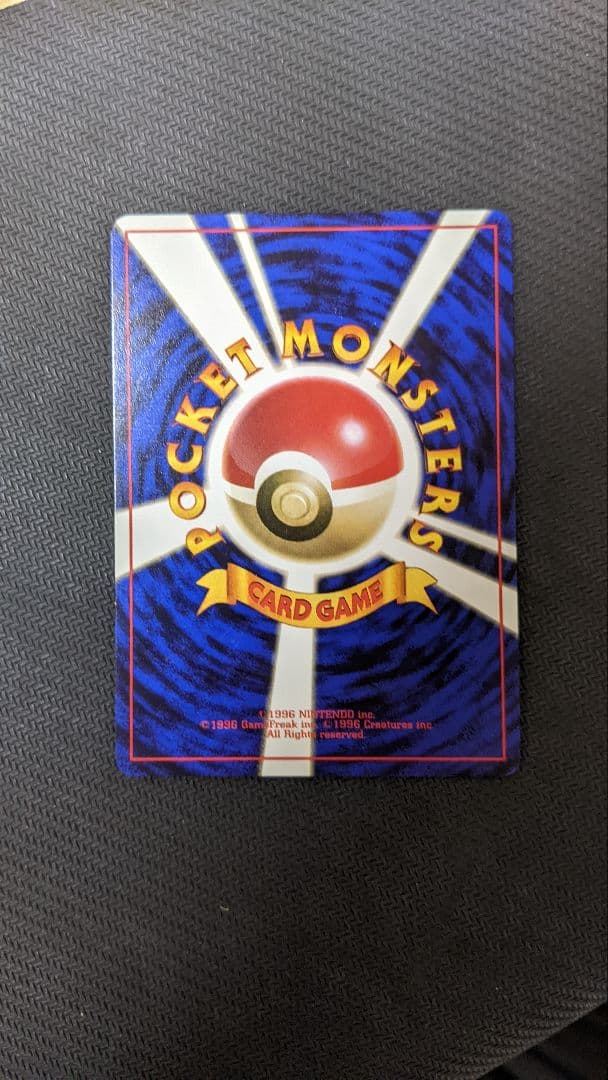 POCKET MONSTERS
CARD GAME
©1996 NINTENDO inc.
©1996 GameFreak inc. ©1996 Creatures inc.
All Rights reserved.